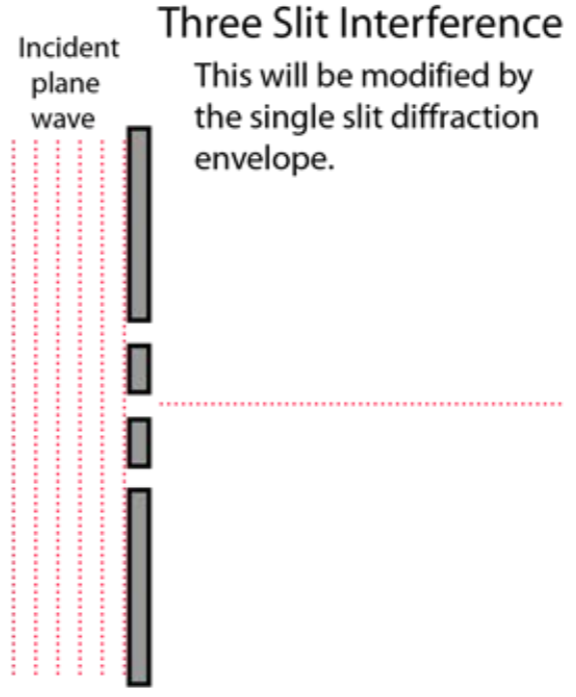 Three Slit Interference
Incident
plane
wave
This will be modified by
the single slit diffraction
envelope.